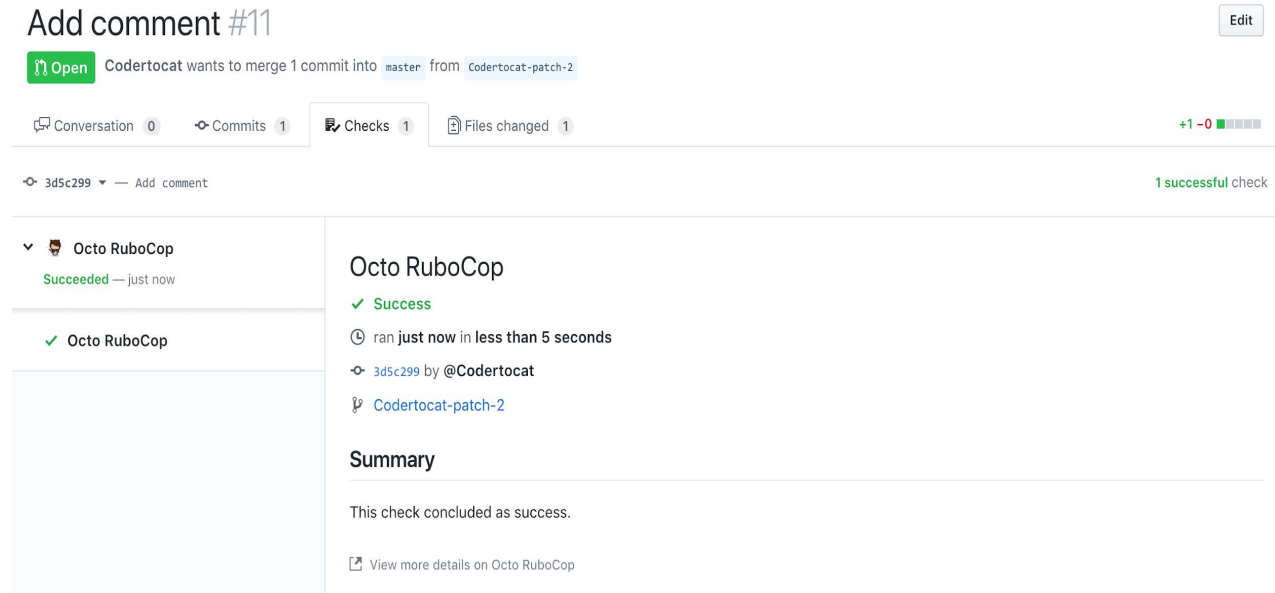 Add comment #11
Edit
Open Codertocat wants to merge 1 commit into master from Codertocat-patch-2
Conversation 0 Commits 1 Checks 1 Files changed 1 +1 −0
3d5c299 — Add comment 1 successful check
Octo RuboCop
Succeeded — just now
Octo RuboCop
Octo RuboCop
Success
ran just now in less than 5 seconds
3d5c299 by @Codertocat
Codertocat-patch-2
Summary
This check concluded as success.
View more details on Octo RuboCop